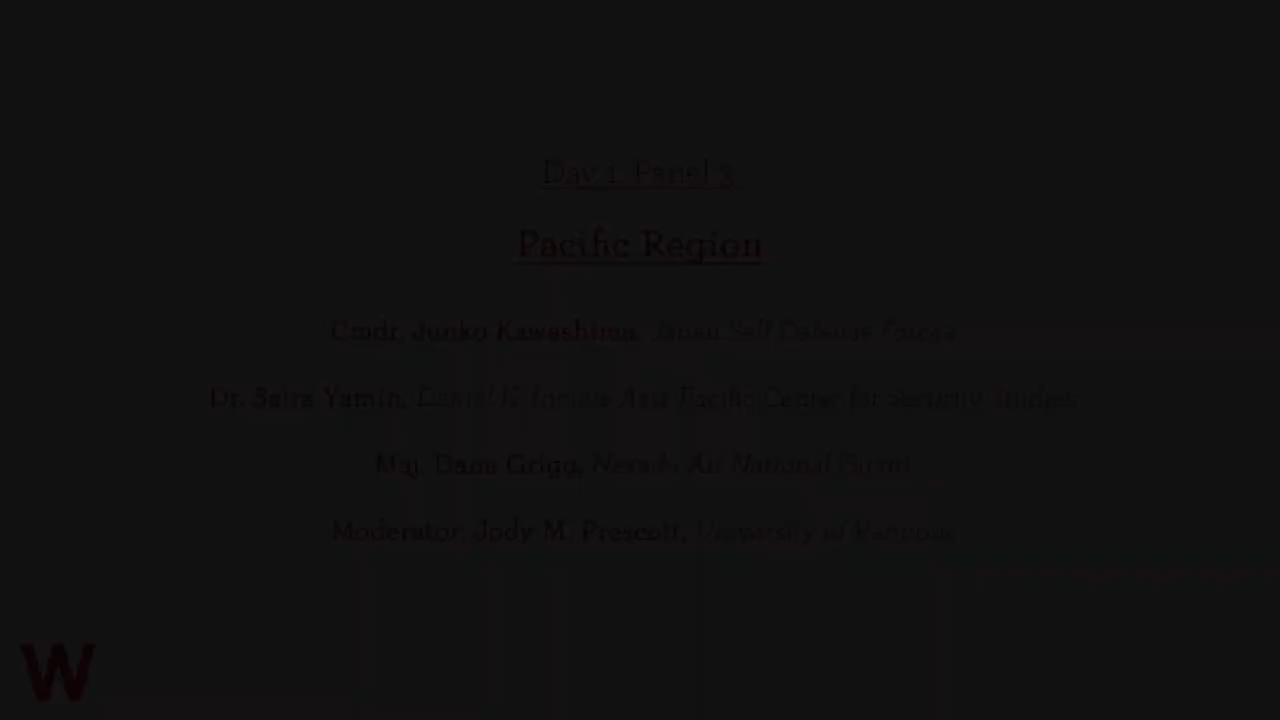 Day 1, Panel 3
Pacific Region
Cmdr. Junko Kawashima, Japan Self Defense Forces
Dr. Saira Yamin, Daniel K. Inouye Asia Pacific Center for Security Studies
Maj. Dana Grigg, Nevada Air National Guard
Moderator: Jody M. Prescott, University of Vermont
W